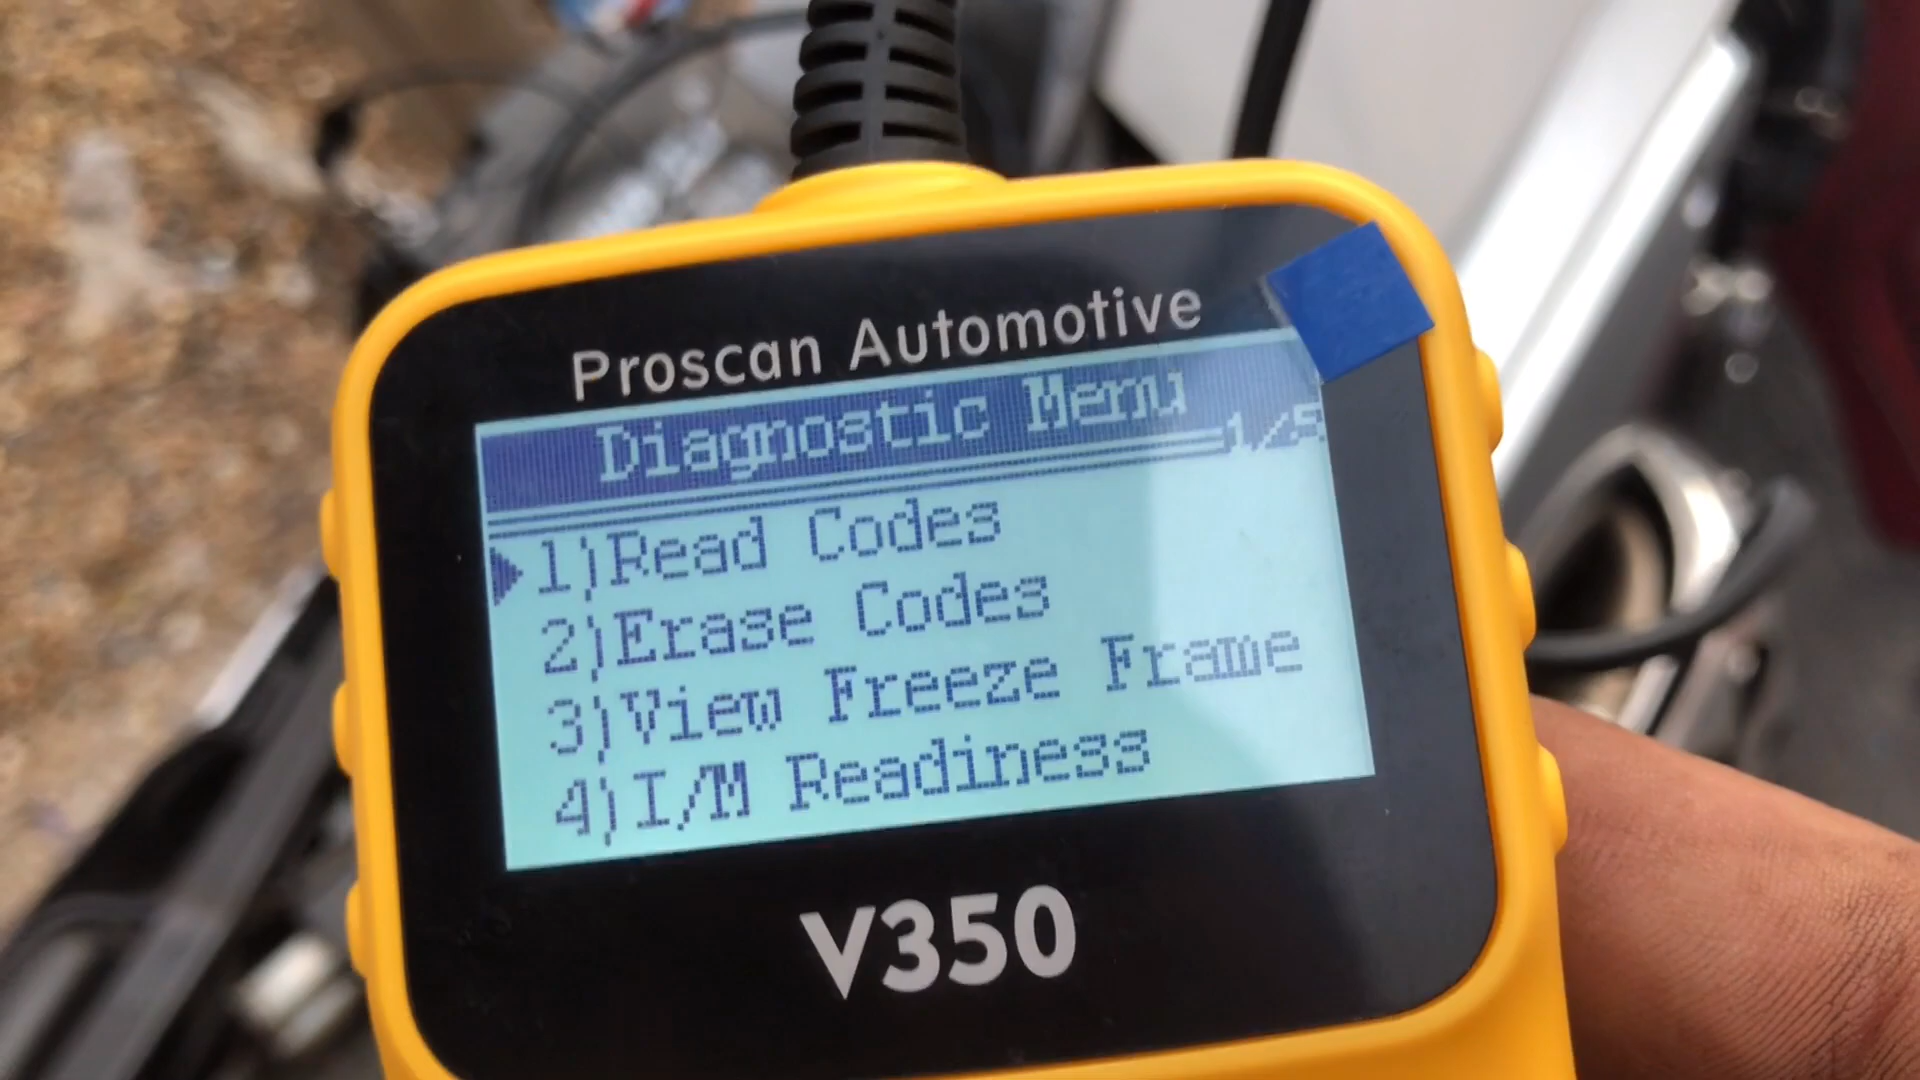 Proscan Automotive
Diagnostic Menu
1/5
1)Read Codes
2)Erase Codes
3)View Freeze Frame
4)I/M Readiness
V350